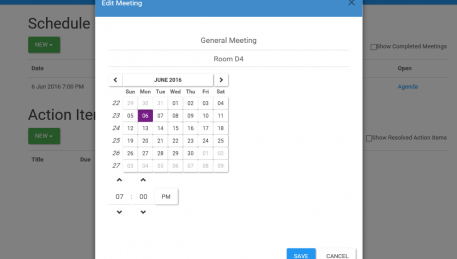 Edit Meeting
Schedule
NEW +
Show Completed Meetings
Date
Open
6 Jun 2016 7:00 PM
Agenda
Action Ite
NEW +
Show Resolved Action Items
Title
Due
General Meeting
Room D4
JUNE 2016
Sun Mon Tue Wed Thu Fri Sat
22 29 30 31 01 02 03 04
23 05 06 07 08 09 10 11
24 12 13 14 15 16 17 18
25 19 20 21 22 23 24 25
26 26 27 28 29 30 01 02
27 03 04 05 06 07 08 09
07 : 00 PM
SAVE
CANCEL